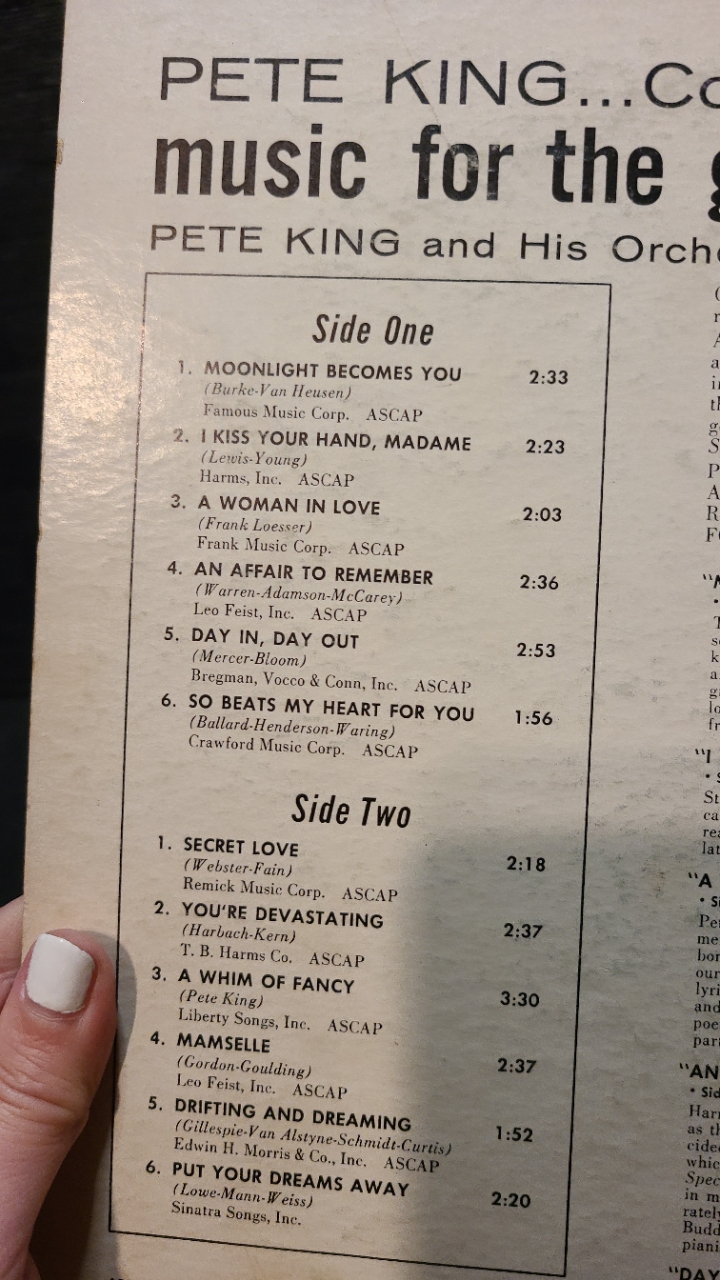 PETE KING...
music for the
PETE KING and His
Side One
1. MOONLIGHT BECOMES YOU 2:33
(Burke-Van Heusen)
Famous Music Corp. ASCAP
2. I KISS YOUR HAND, MADAME 2:23
(Lewis-Young)
Harms, Inc. ASCAP
3. A WOMAN IN LOVE 2:03
(Frank Loesser)
Frank Music Corp. ASCAP
4. AN AFFAIR TO REMEMBER 2:36
(Warren-Adamson-McCarey)
Leo Feist, Inc. ASCAP
5. DAY IN, DAY OUT 2:53
(Mercer-Bloom)
Bregman, Vocco & Conn, Inc. ASCAP
6. SO BEATS MY HEART FOR YOU 1:56
(Ballard-Henderson-Waring)
Crawford Music Corp. ASCAP
Side Two
1. SECRET LOVE 2:18
(Webster-Fain)
Remick Music Corp. ASCAP
2. YOU'RE DEVASTATING 2:37
(Harbach-Kern)
T. B. Harms Co. ASCAP
3. A WHIM OF FANCY 3:30
(Pete King)
Liberty Songs, Inc. ASCAP
4. MAMSELLE 2:37
(Gordon-Goulding)
Leo Feist, Inc. ASCAP
5. DRIFTING AND DREAMING 1:52
(Gillespie-Van Alstyne-Schmidt-Curtis)
Edwin H. Morris & Co., Inc. ASCAP
6. PUT YOUR DREAMS AWAY 2:20
(Lowe-Mann-Weiss)
Sinatra Songs, Inc.